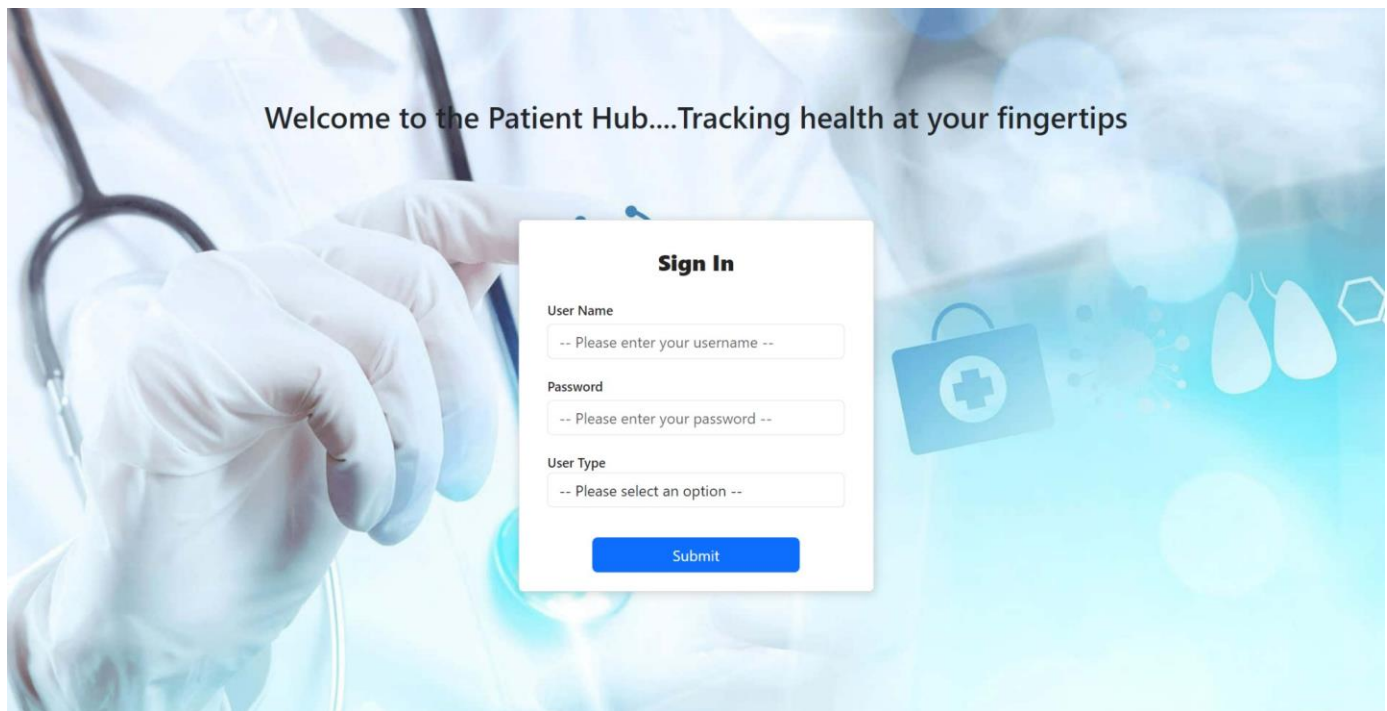 Welcome to the Patient Hub....Tracking health at your fingertips
Sign In
User Name
-- Please enter your username --
Password
-- Please enter your password --
User Type
-- Please select an option --
Submit